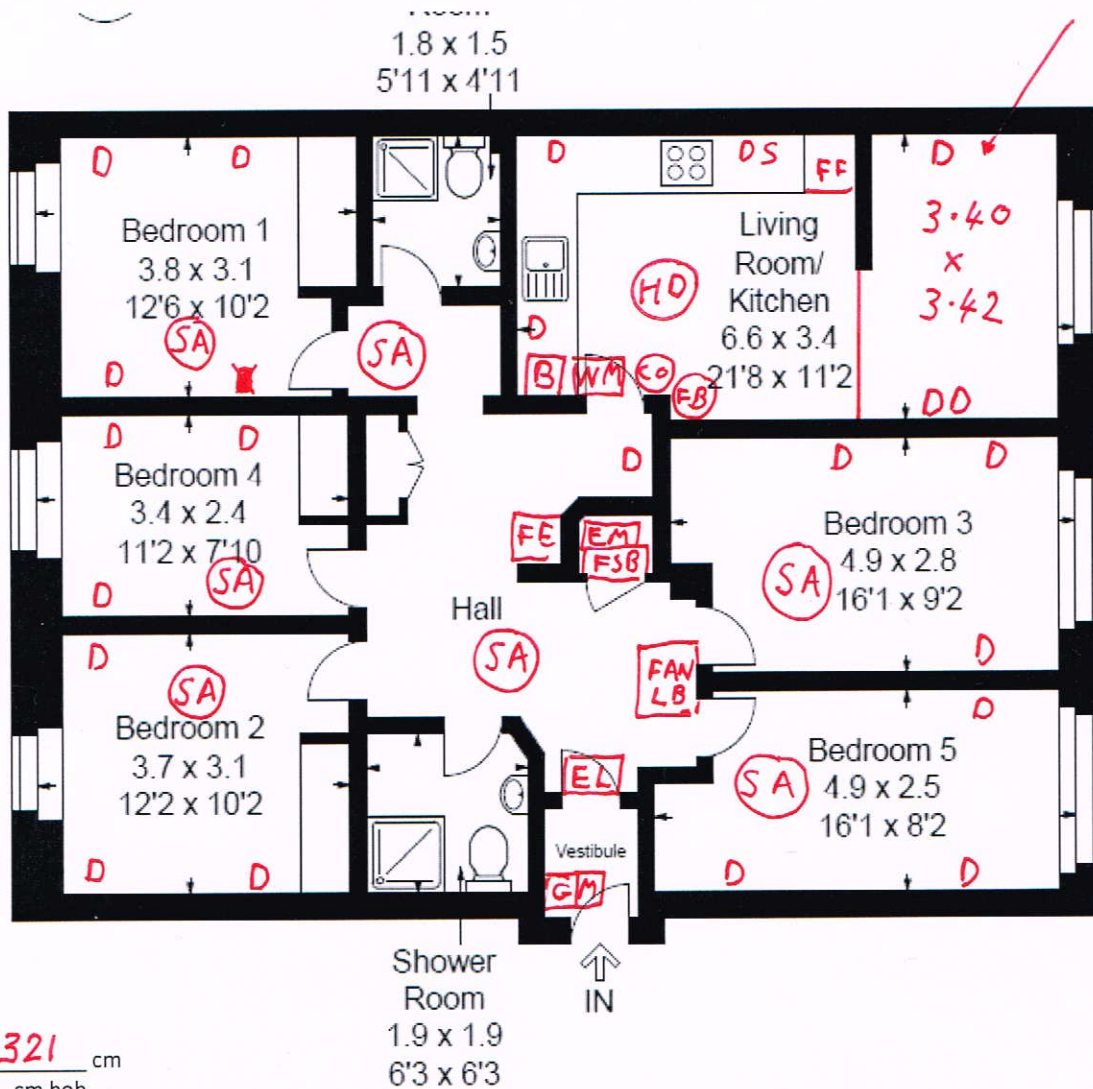 1.8 x 1.5
5'11 x 4'11
D D
D DS FF
D
Bedroom 1
3.8 x 3.1
12'6 x 10'2
SA
D
SA
HD
Living
Room/
Kitchen
6.6 x 3.4
21'8 x 11'2
D
B WM CO
FB
3.40
x
3.42
DD
D D
Bedroom 4
3.4 x 2.4
11'2 x 7'10
SA
D
D
FE
EM
FSB
D D
Bedroom 3
4.9 x 2.8
16'1 x 9'2
SA
D
Hall
SA
FAN
LB
D
SA
Bedroom 2
3.7 x 3.1
12'2 x 10'2
D D
EL
Vestibule
GM
D
Bedroom 5
4.9 x 2.5
16'1 x 8'2
SA
D D
Shower
Room
1.9 x 1.9
6'3 x 6'3
IN
321 cm